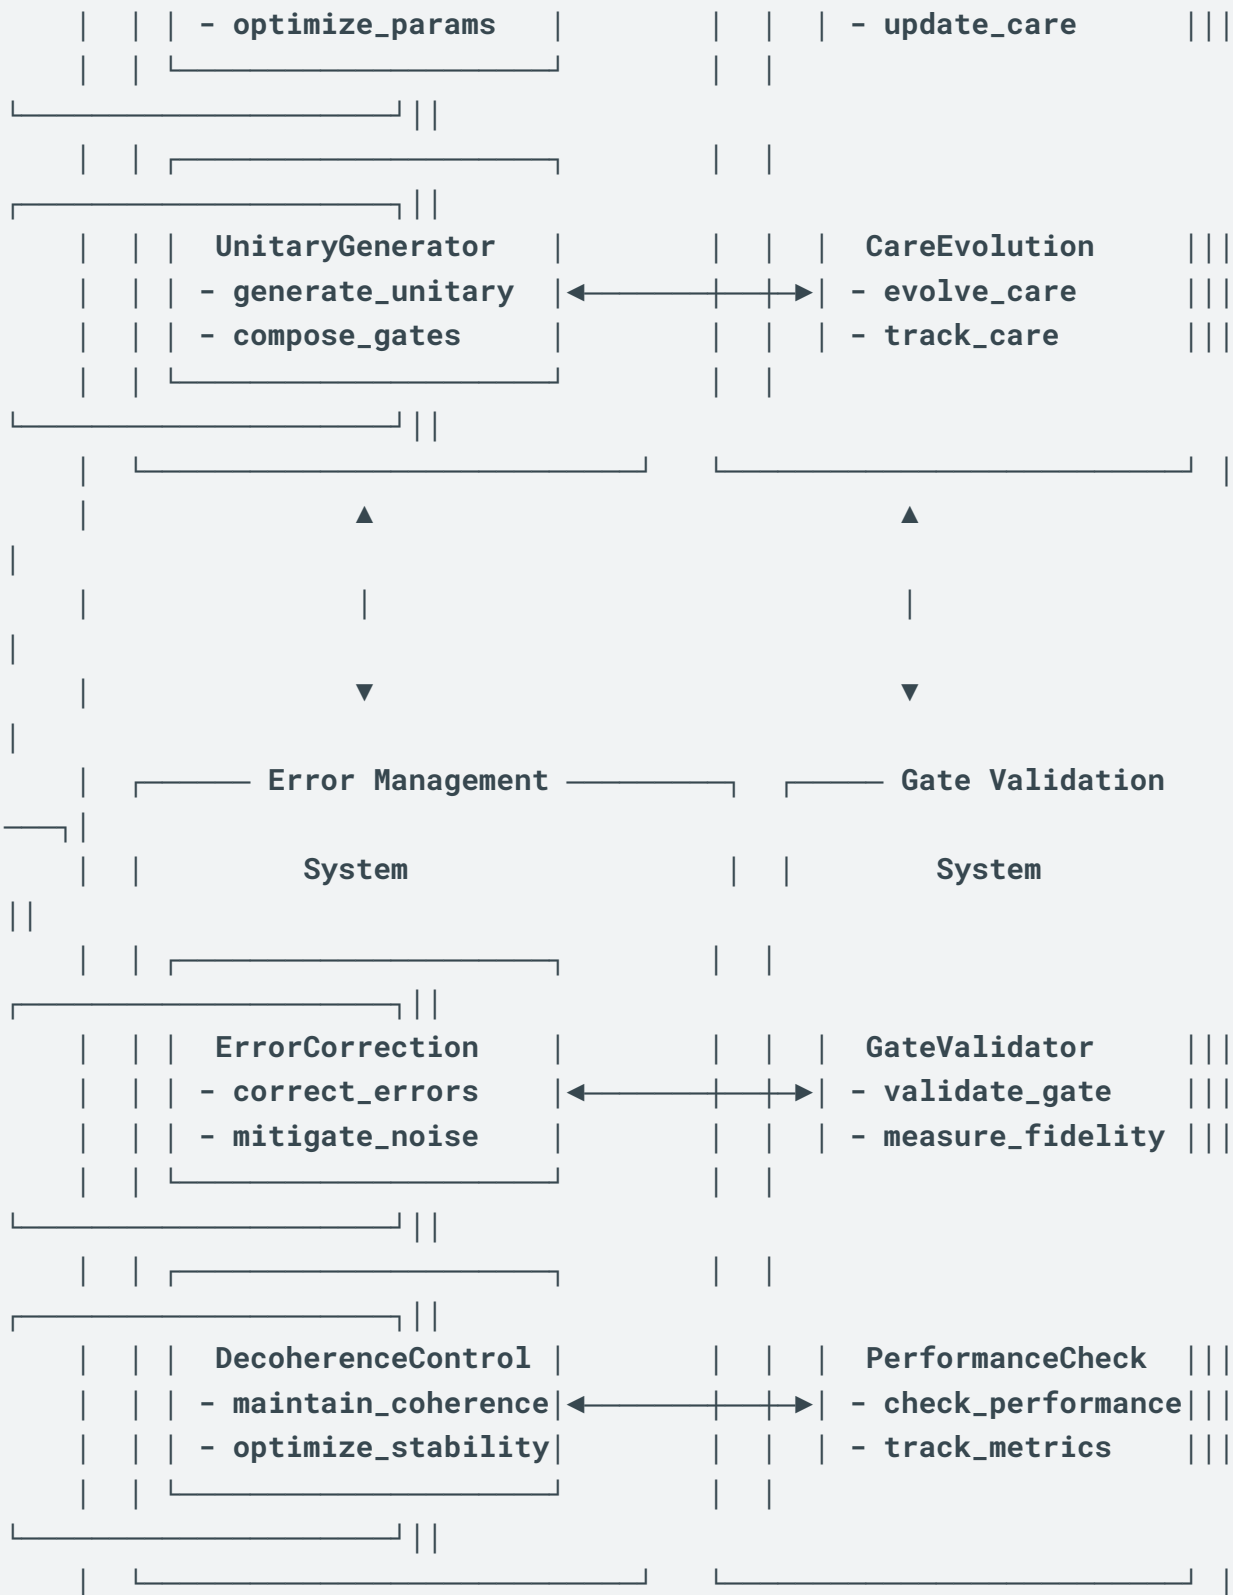 - optimize_params - update_care
UnitaryGenerator CareEvolution
- generate_unitary - evolve_care
- compose_gates - track_care
Error Management Gate Validation
System System
ErrorCorrection GateValidator
- correct_errors - validate_gate
- mitigate_noise - measure_fidelity
DecoherenceControl PerformanceCheck
- maintain_coherence - check_performance
- optimize_stability - track_metrics